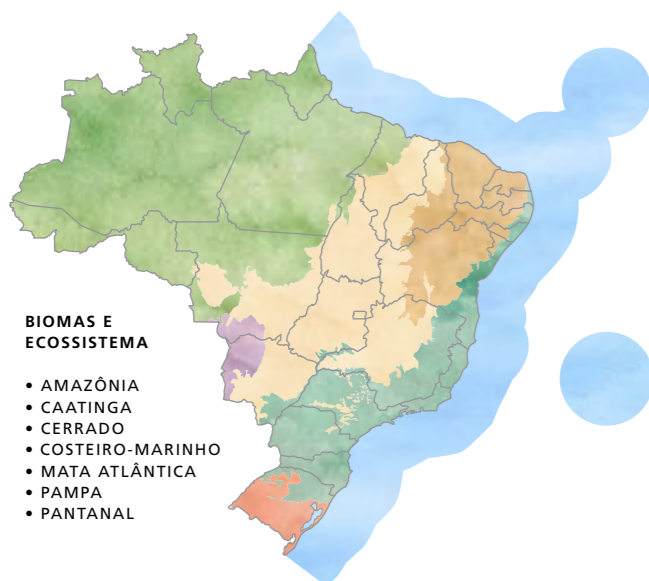 BIOMAS E
ECOSSISTEMA
• AMAZÔNIA
• CAATINGA
• CERRADO
• COSTEIRO-MARINHO
• MATA ATLÂNTICA
• PAMPA
• PANTANAL